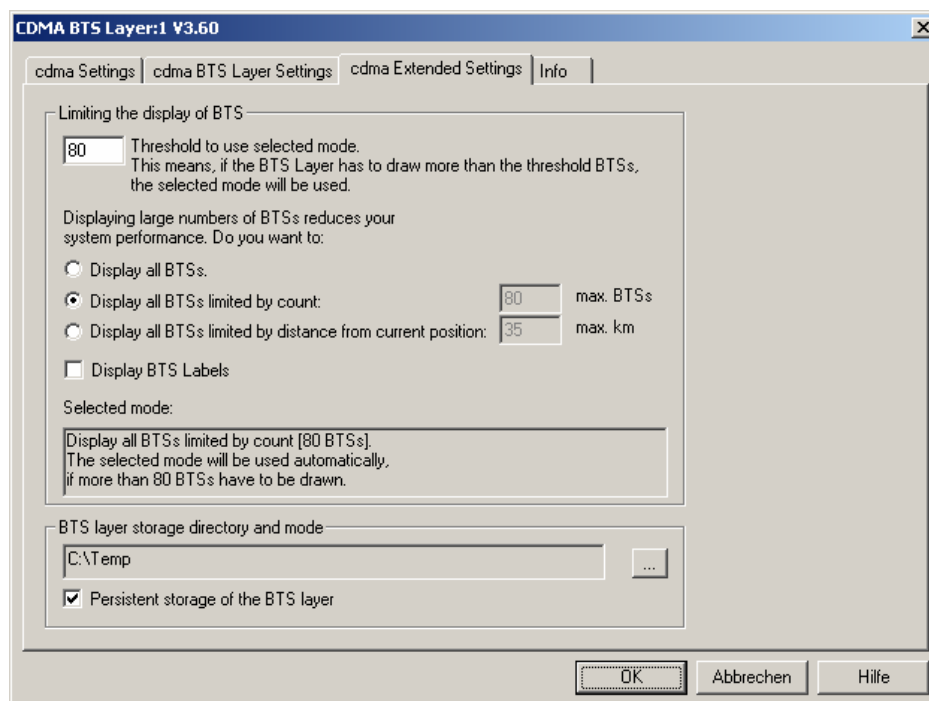 CDMA BTS Layer:1 V3.60
cdma Settings
cdma BTS Layer Settings
cdma Extended Settings
Info
Limiting the display of BTS
80
Threshold to use selected mode.
This means, if the BTS Layer has to draw more than the threshold BTSs,
the selected mode will be used.
Displaying large numbers of BTSs reduces your
system performance. Do you want to:
Display all BTSs.
Display all BTSs limited by count: 80 max. BTSs
Display all BTSs limited by distance from current position: 35 max. km
Display BTS Labels
Selected mode:
Display all BTSs limited by count [80 BTSs].
The selected mode will be used automatically,
if more than 80 BTSs have to be drawn.
BTS layer storage directory and mode
C:\Temp
...
Persistent storage of the BTS layer
OK
Abbrechen
Hilfe